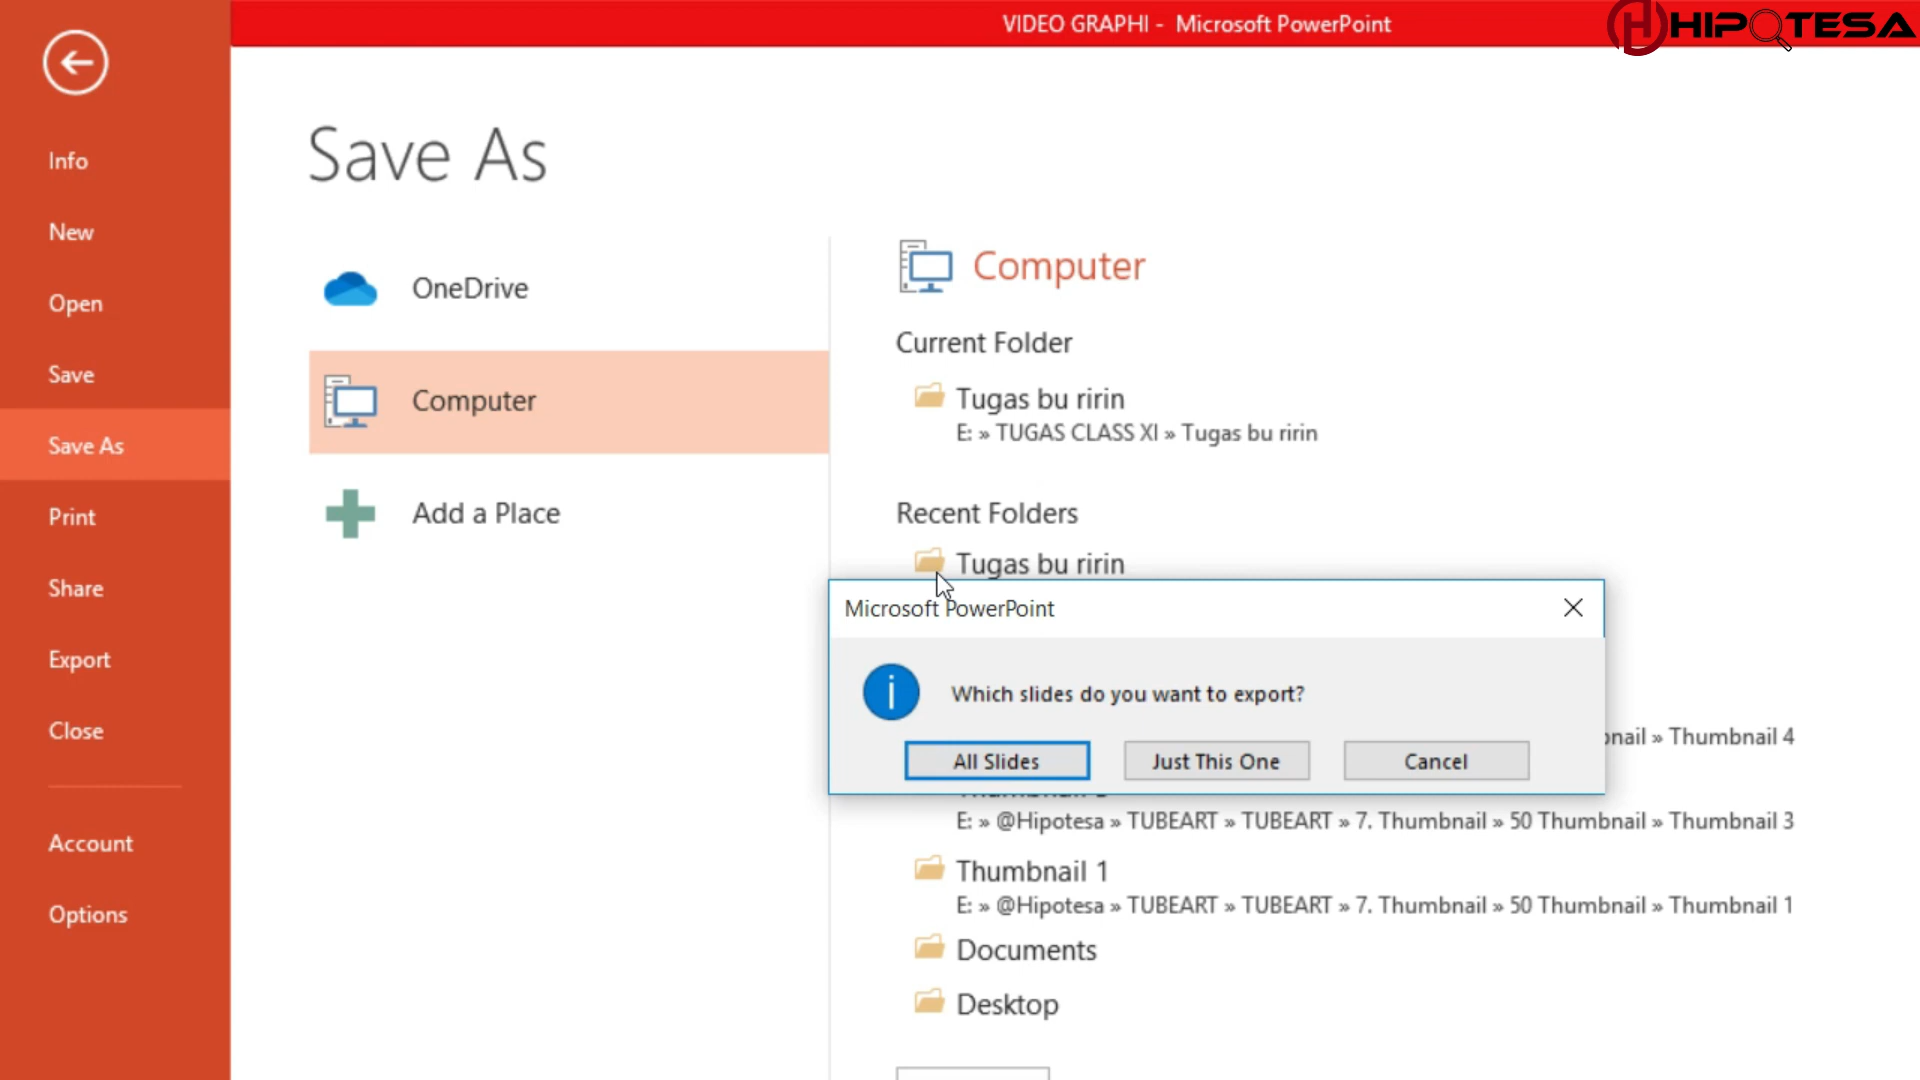 VIDEO GRAPHI - Microsoft PowerPoint
HIPOTESA
Info
New
Open
Save
Save As
Print
Share
Export
Close
Account
Options
Save As
OneDrive
Computer
Add a Place
Computer
Current Folder
Tugas bu ririn
E: » TUGAS CLASS XI » Tugas bu ririn
Recent Folders
Tugas bu ririn
Microsoft PowerPoint
Which slides do you want to export?
All Slides
Just This One
Cancel
» Thumbnail 4
E: » @Hipotesa » TUBEART » TUBEART » 7. Thumbnail » 50 Thumbnail » Thumbnail 3
Thumbnail 1
E: » @Hipotesa » TUBEART » TUBEART » 7. Thumbnail » 50 Thumbnail » Thumbnail 1
Documents
Desktop